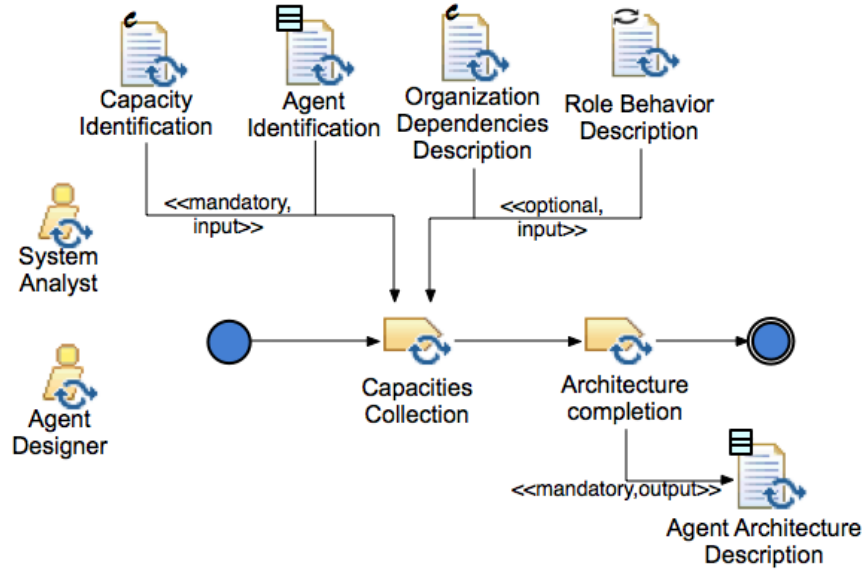 c
c
Capacity
Identification
Agent
Identification
Organization
Dependencies
Description
Role Behavior
Description
<<mandatory,
input>>
<<optional,
input>>
System
Analyst
Agent
Designer
Capacities
Collection
Architecture
completion
<<mandatory,output>>
Agent Architecture
Description